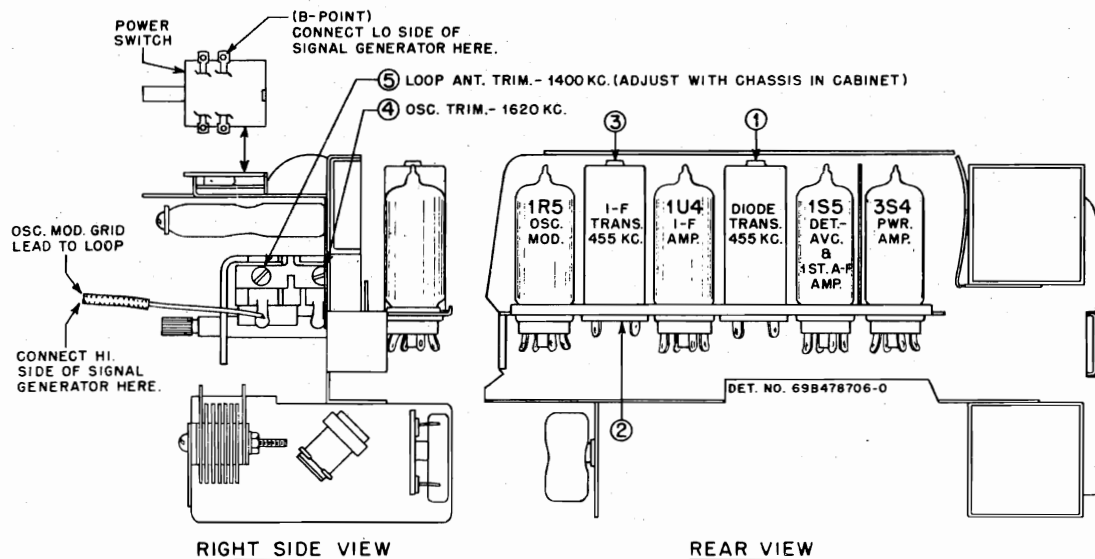 POWER
SWITCH
(B-POINT)
CONNECT LO SIDE OF
SIGNAL GENERATOR HERE.
⑤ LOOP ANT. TRIM.- 1400 KC. (ADJUST WITH CHASSIS IN CABINET)
④ OSC. TRIM.- 1620 KC.
OSC. MOD. GRID
LEAD TO LOOP
CONNECT HI.
SIDE OF SIGNAL
GENERATOR HERE.
RIGHT SIDE VIEW
③
①
1R5
OSC.
MOD.
I-F
TRANS.
455 KC.
1U4
I-F
AMP.
DIODE
TRANS.
455 KC.
1S5
DET.-
AVC.
&
1ST. A-F
AMP.
3S4
PWR.
AMP.
DET. NO. 69B478706-0
②
REAR VIEW